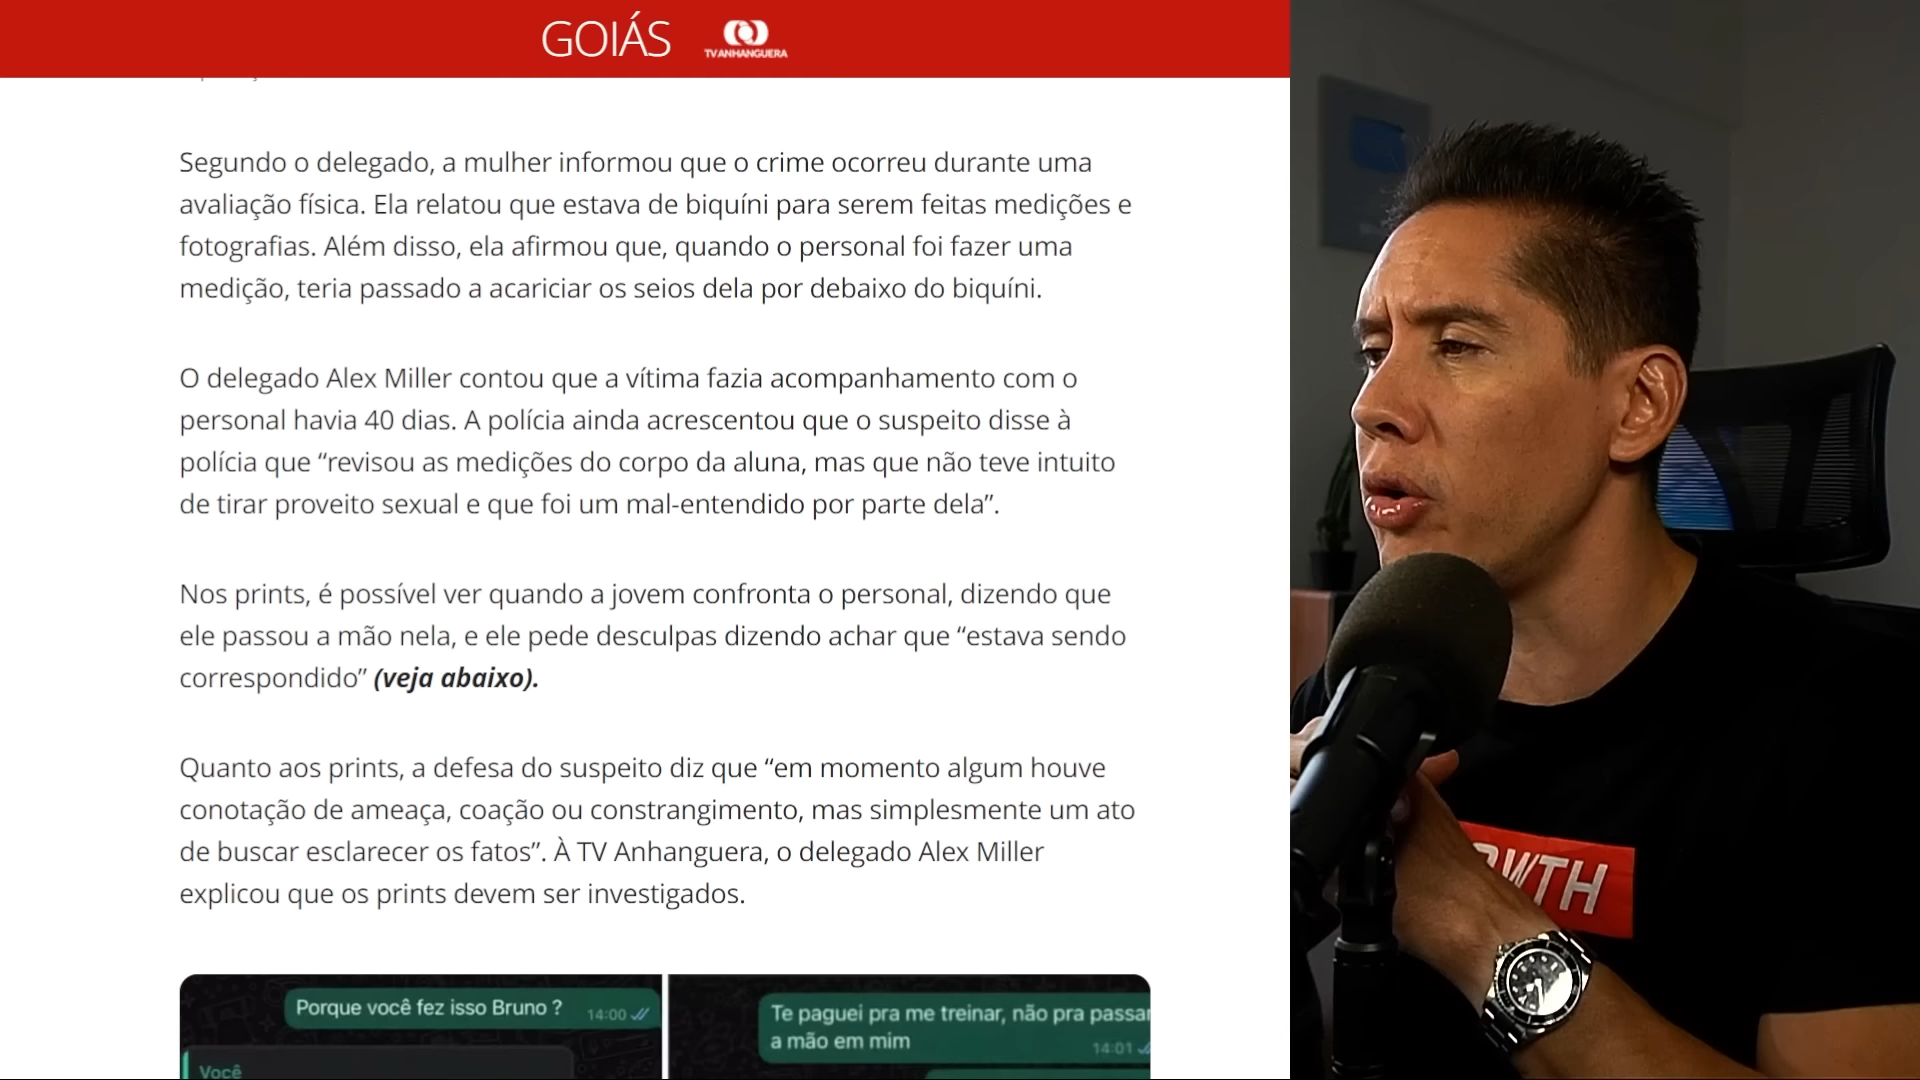 GOIÁS
TV ANHANGUERA
Segundo o delegado, a mulher informou que o crime ocorreu durante uma
avaliação física. Ela relatou que estava de biquíni para serem feitas medições e
fotografias. Além disso, ela afirmou que, quando o personal foi fazer uma
medição, teria passado a acariciar os seios dela por debaixo do biquíni.
O delegado Alex Miller contou que a vítima fazia acompanhamento com o
personal havia 40 dias. A polícia ainda acrescentou que o suspeito disse à
polícia que “revisou as medições do corpo da aluna, mas que não teve intuito
de tirar proveito sexual e que foi um mal-entendido por parte dela”.
Nos prints, é possível ver quando a jovem confronta o personal, dizendo que
ele passou a mão nela, e ele pede desculpas dizendo achar que “estava sendo
correspondido” (veja abaixo).
Quanto aos prints, a defesa do suspeito diz que “em momento algum houve
conotação de ameaça, coação ou constrangimento, mas simplesmente um ato
de buscar esclarecer os fatos”. À TV Anhanguera, o delegado Alex Miller
explicou que os prints devem ser investigados.
Porque você fez isso Bruno ? 14:00
Você
Te paguei pra me treinar, não pra passar
a mão em mim
14:01
WTH